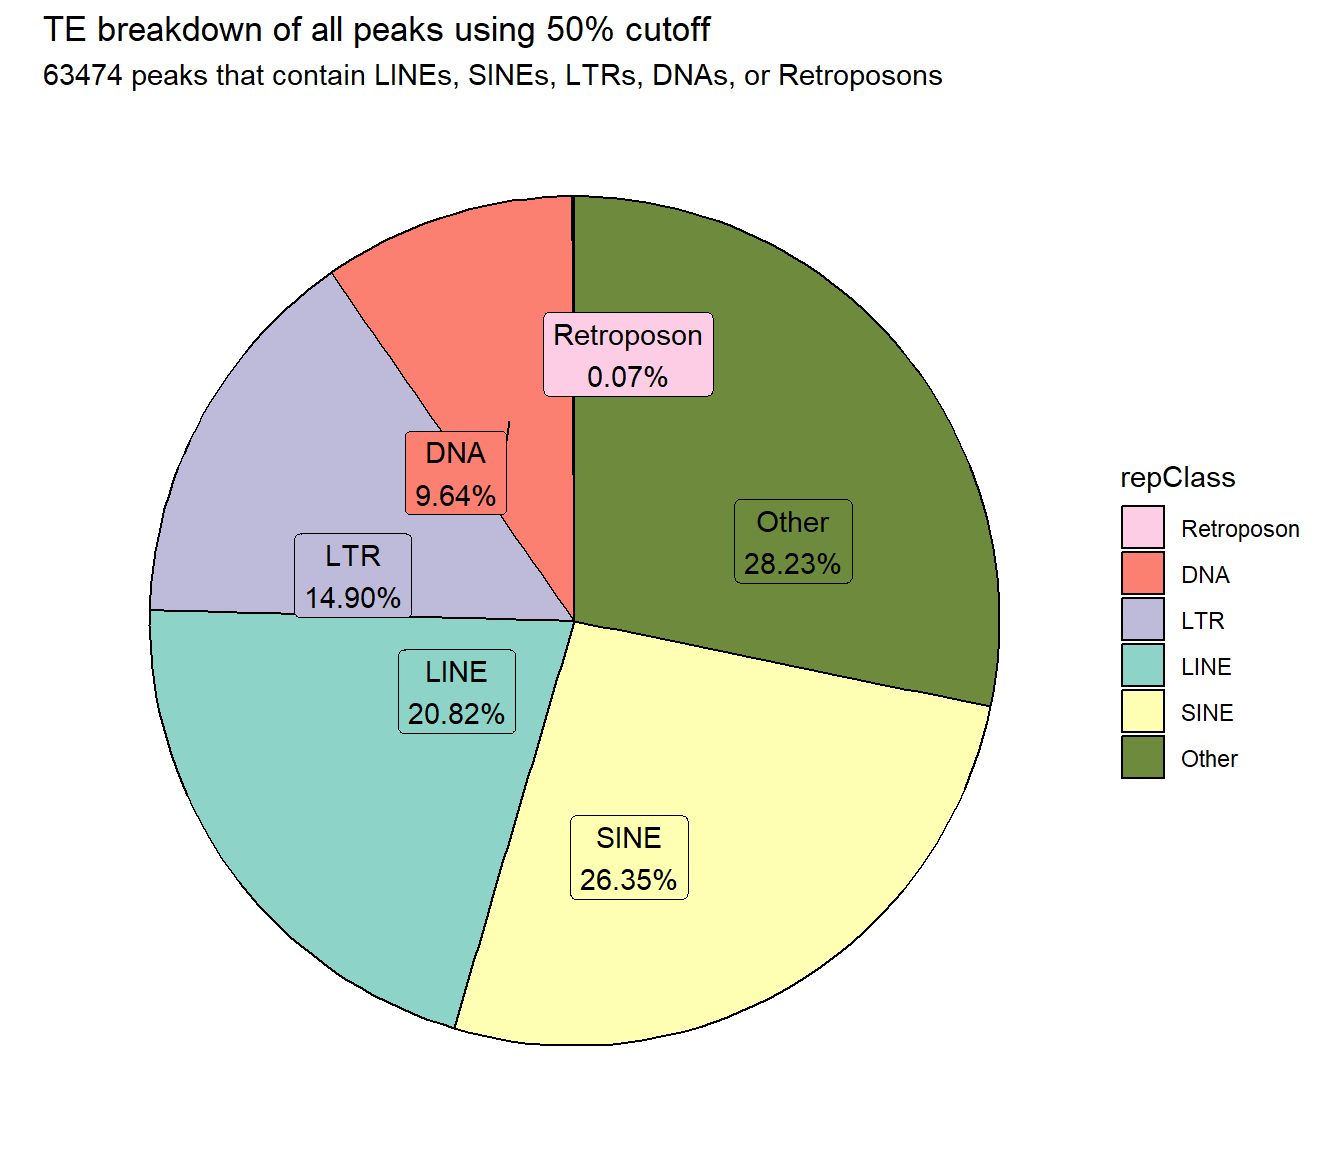 TE breakdown of all peaks using 50% cutoff
63474 peaks that contain LINEs, SINEs, LTRs, DNAs, or Retroposons
Retroposon
0.07%
DNA
9.64%
Other
28.23%
LTR
14.90%
LINE
20.82%
SINE
26.35%
repClass
Retroposon
DNA
LTR
LINE
SINE
Other